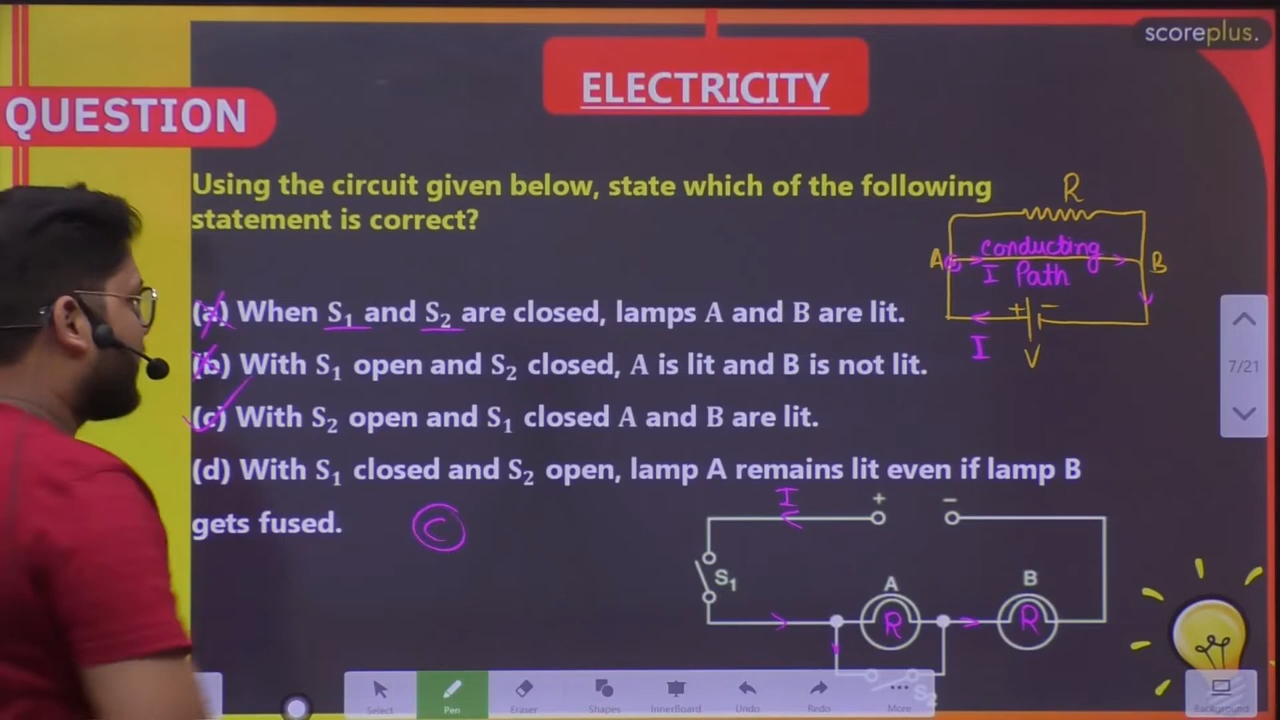 scoreplus.
ELECTRICITY
QUESTION
Using the circuit given below, state which of the following
statement is correct?
(a) When S₁ and S₂ are closed, lamps A and B are lit.
(b) With S₁ open and S₂ closed, A is lit and B is not lit.
(c) With S₂ open and S₁ closed A and B are lit.
(d) With S₁ closed and S₂ open, lamp A remains lit even if lamp B
gets fused.
C
R
A
conducting
B
I Path
+ −
I
V
7/21
I
+ −
S₁
A
B
R
R
S₂
Select
Pen
Eraser
Shapes
InnerBoard
Undo
Redo
More
Background